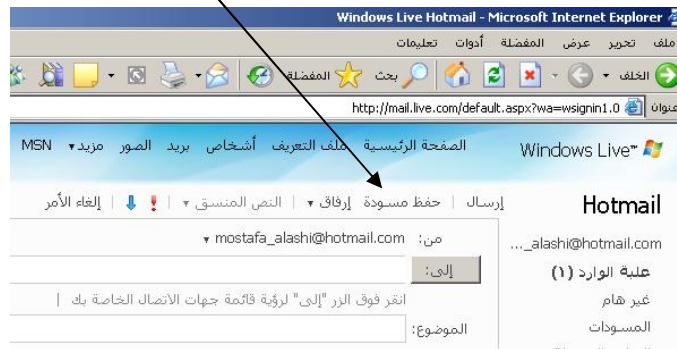 Windows Live Hotmail - Microsoft Internet Explorer
ملف تحرير عرض المفضلة أدوات تعليمات
الخلف بحث المفضلة
عنوان http://mail.live.com/default.aspx?wa=wsignin1.0
Windows Live™ الصفحة الرئيسية ملف التعريف أشخاص بريد الصور مزيد MSN
Hotmail
إرسال | حفظ مسودة إرفاق | النص المنسق | إلغاء الأمر
..._alashi@hotmail.com
من: mostafa_alashi@hotmail.com
علبة الوارد (١)
إلى:
غير هام
انقر فوق الزر "إلى" لرؤية قائمة جهات الاتصال الخاصة بك |
المسودات
الموضوع: